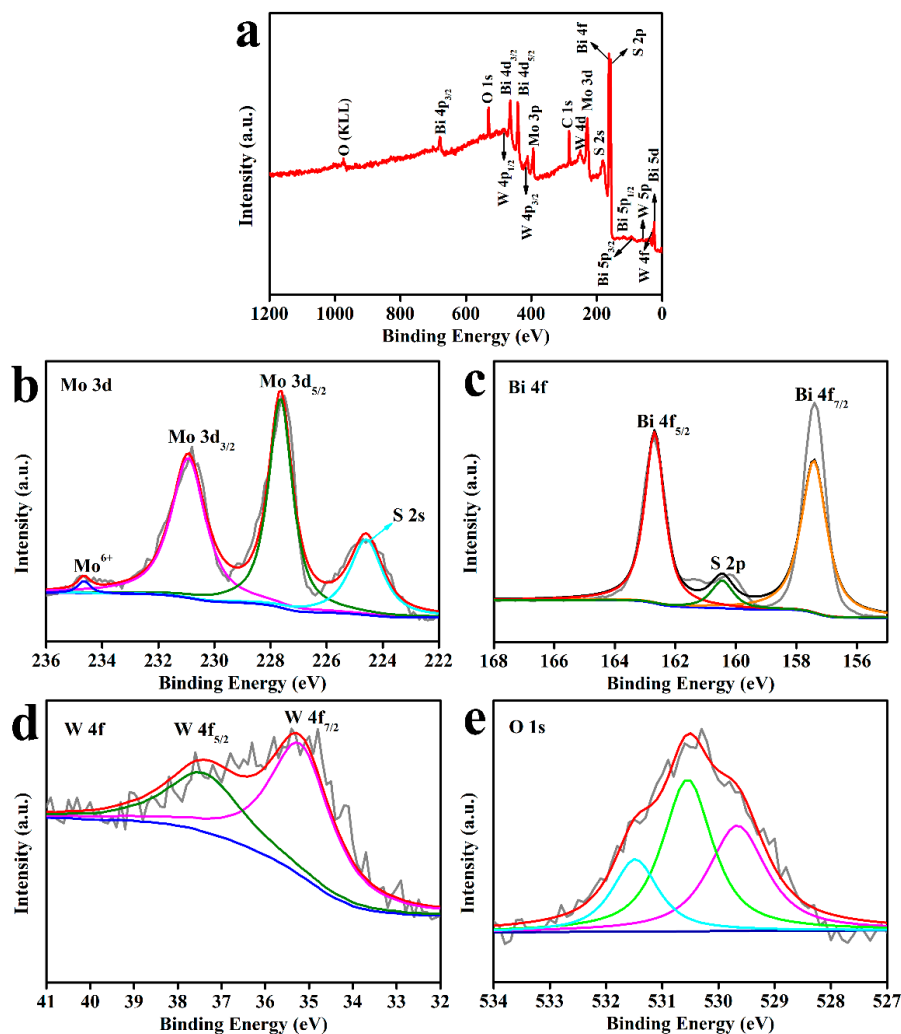 a
Intensity (a.u.)
O (KLL)
Bi 4p3/2
O 1s
W 4p1/2
Bi 4d3/2
W 4p3/2
Bi 4d5/2
Mo 3p
C 1s
W 4d
Mo 3d
S 2s
Bi 4f
S 2p
Bi 5p3/2
Bi 5p1/2
W 5p
W 4f
Bi 5d
1200 1000 800 600 400 200 0
Binding Energy (eV)
b
Mo 3d
Mo 3d5/2
Mo 3d3/2
S 2s
Mo6+
Intensity (a.u.)
236 234 232 230 228 226 224 222
Binding Energy (eV)
c
Bi 4f
Bi 4f7/2
Bi 4f5/2
S 2p
Intensity (a.u.)
168 166 164 162 160 158 156
Binding Energy (eV)
d
W 4f
W 4f5/2
W 4f7/2
Intensity (a.u.)
41 40 39 38 37 36 35 34 33 32
Binding Energy (eV)
e
O 1s
Intensity (a.u.)
534 533 532 531 530 529 528 527
Binding Energy (eV)